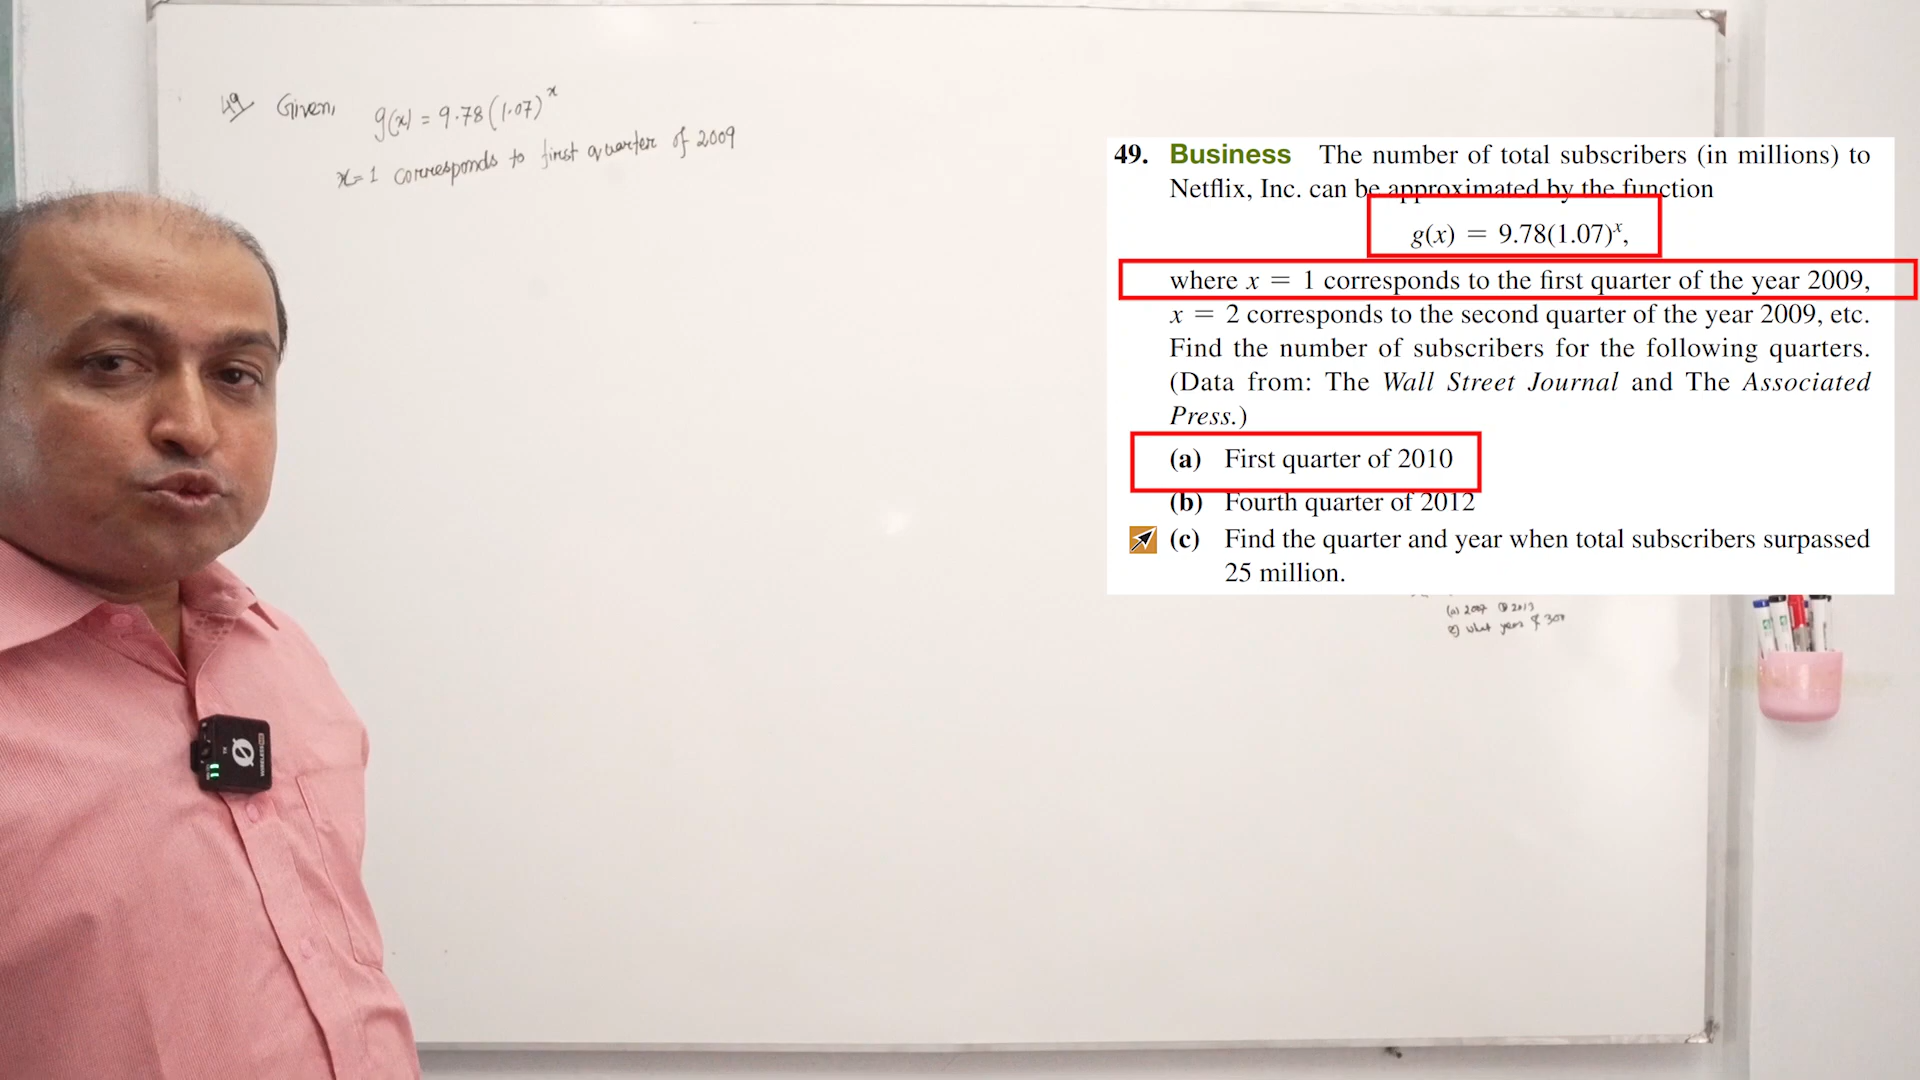 49 Given, g(x) = 9.78(1.07)^x
x=1 corresponds to first quarter of 2009
49. Business The number of total subscribers (in millions) to
Netflix, Inc. can be approximated by the function
g(x) = 9.78(1.07)^x,
where x = 1 corresponds to the first quarter of the year 2009,
x = 2 corresponds to the second quarter of the year 2009, etc.
Find the number of subscribers for the following quarters.
(Data from: The Wall Street Journal and The Associated
Press.)
(a) First quarter of 2010
(b) Fourth quarter of 2012
(c) Find the quarter and year when total subscribers surpassed
25 million.
(a) 2007 2013
what years